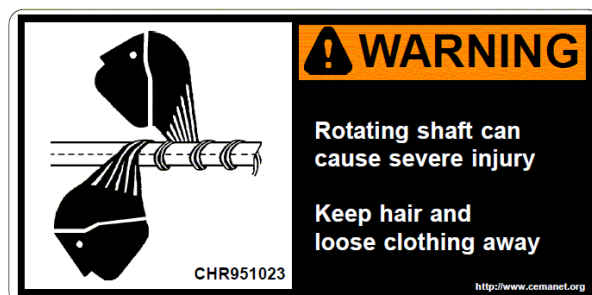 WARNING
Rotating shaft can
cause severe injury
Keep hair and
loose clothing away
CHR951023
http://www.cemanet.org